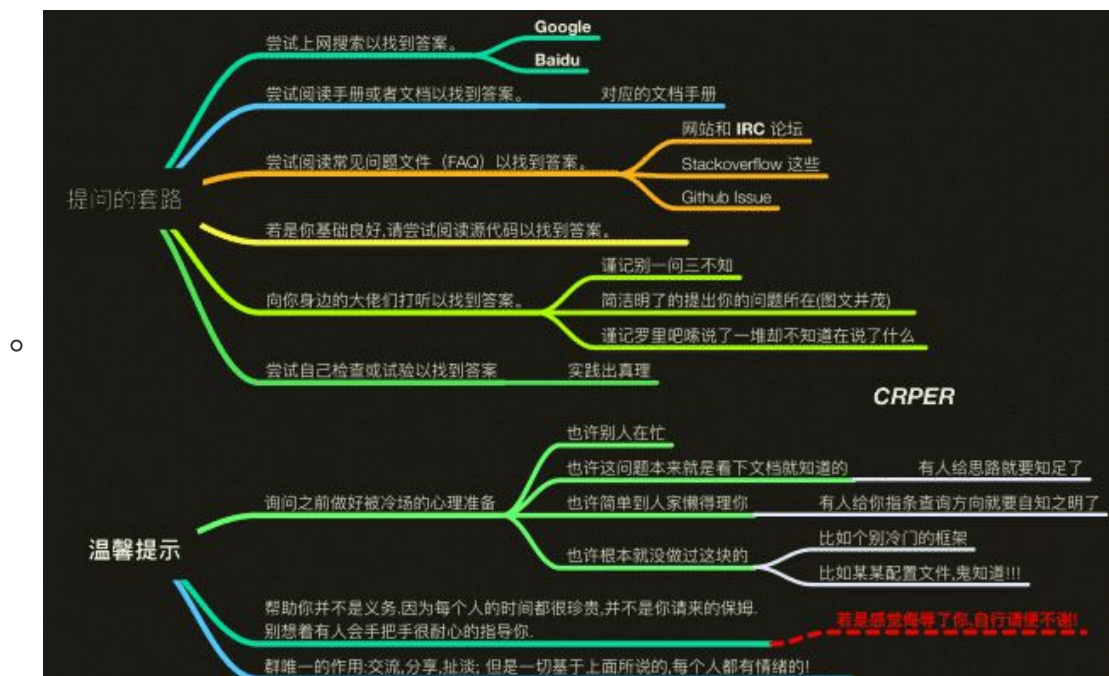 提问的套路
尝试上网搜索以找到答案。
Google
Baidu
尝试阅读手册或者文档以找到答案。
对应的文档手册
尝试阅读常见问题文件（FAQ）以找到答案。
网站和 IRC 论坛
Stackoverflow 这些
Github Issue
若是你基础良好,请尝试阅读源代码以找到答案。
向你身边的大佬们打听以找到答案。
谨记别一问三不知
简洁明了的提出你的问题所在(图文并茂)
谨记罗里吧嗦说了一堆却不知道在说了什么
尝试自己检查或试验以找到答案
实践出真理
CRPER
温馨提示
询问之前做好被冷场的心理准备
也许别人在忙
也许这问题本来就是看下文档就知道的
有人给思路就要知足了
也许简单到人家懒得理你
有人给你指条查询方向就要自知之明了
也许根本就没做过这块的
比如个别冷门的框架
比如某某配置文件,鬼知道!!!
帮助你并不是义务.因为每个人的时间都很珍贵,并不是你请来的保姆.
别想着有人会手把手很耐心的指导你.
若是感觉侮辱了你,自行请便不谢!
群唯一的作用:交流,分享,扯淡; 但是一切基于上面所说的,每个人都有情绪的!